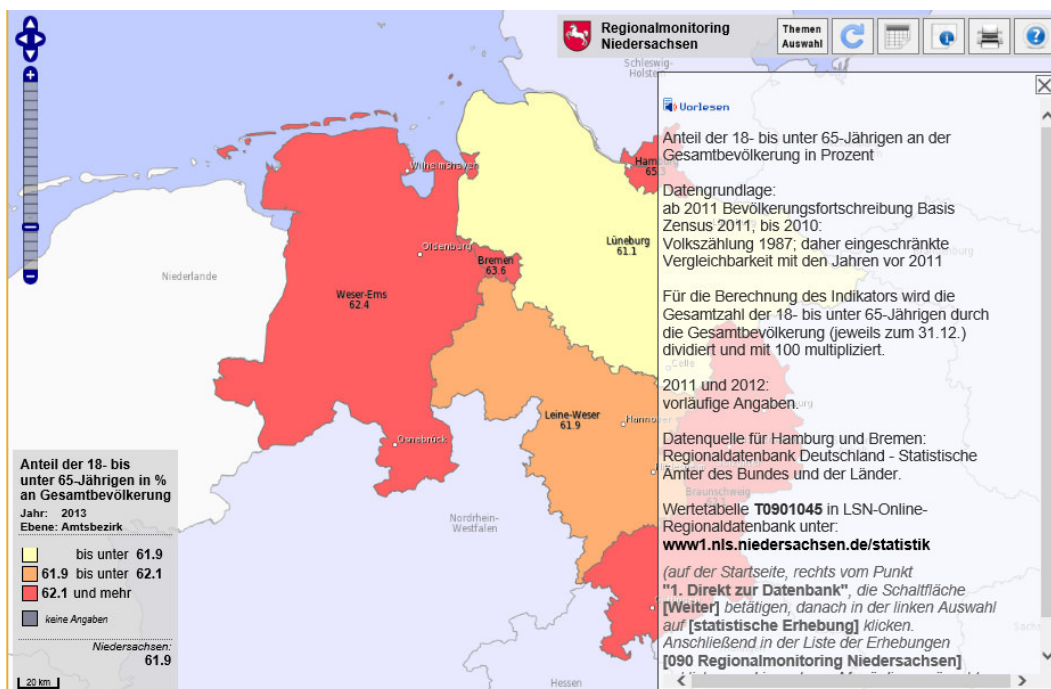 Regionalmonitoring
Niedersachsen
Themen
Auswahl
Schleswig-
Holstein
Vorlesen
Anteil der 18- bis unter 65-Jährigen an der
Gesamtbevölkerung in Prozent
Datengrundlage:
ab 2011 Bevölkerungsfortschreibung Basis
Zensus 2011, bis 2010:
Volkszählung 1987; daher eingeschränkte
Vergleichbarkeit mit den Jahren vor 2011
Für die Berechnung des Indikators wird die
Gesamtzahl der 18- bis unter 65-Jährigen durch
die Gesamtbevölkerung (jeweils zum 31.12.)
dividiert und mit 100 multipliziert.
2011 und 2012:
vorläufige Angaben.
Datenquelle für Hamburg und Bremen:
Regionaldatenbank Deutschland - Statistische
Ämter des Bundes und der Länder.
Wertetabelle T0901045 in LSN-Online-
Regionaldatenbank unter:
www1.nls.niedersachsen.de/statistik
(auf der Startseite, rechts vom Punkt
"1. Direkt zur Datenbank", die Schaltfläche
[Weiter] betätigen, danach in der linken Auswahl
auf [statistische Erhebung] klicken.
Anschließend in der Liste der Erhebungen
[090 Regionalmonitoring Niedersachsen]
Wilhelmshaven
Hamburg
65.3
Oldenburg
Lüneburg
61.1
Bremen
63.6
Niederlande
Weser-Ems
62.4
Celle
Leine-Weser
61.9
Hannover
Osnabrück
Braunschweig
Nordrhein-
Westfalen
Hessen
Anteil der 18- bis
unter 65-Jährigen in %
an Gesamtbevölkerung
Jahr: 2013
Ebene: Amtsbezirk
bis unter 61.9
61.9 bis unter 62.1
62.1 und mehr
keine Angaben
Niedersachsen:
61.9
20 km